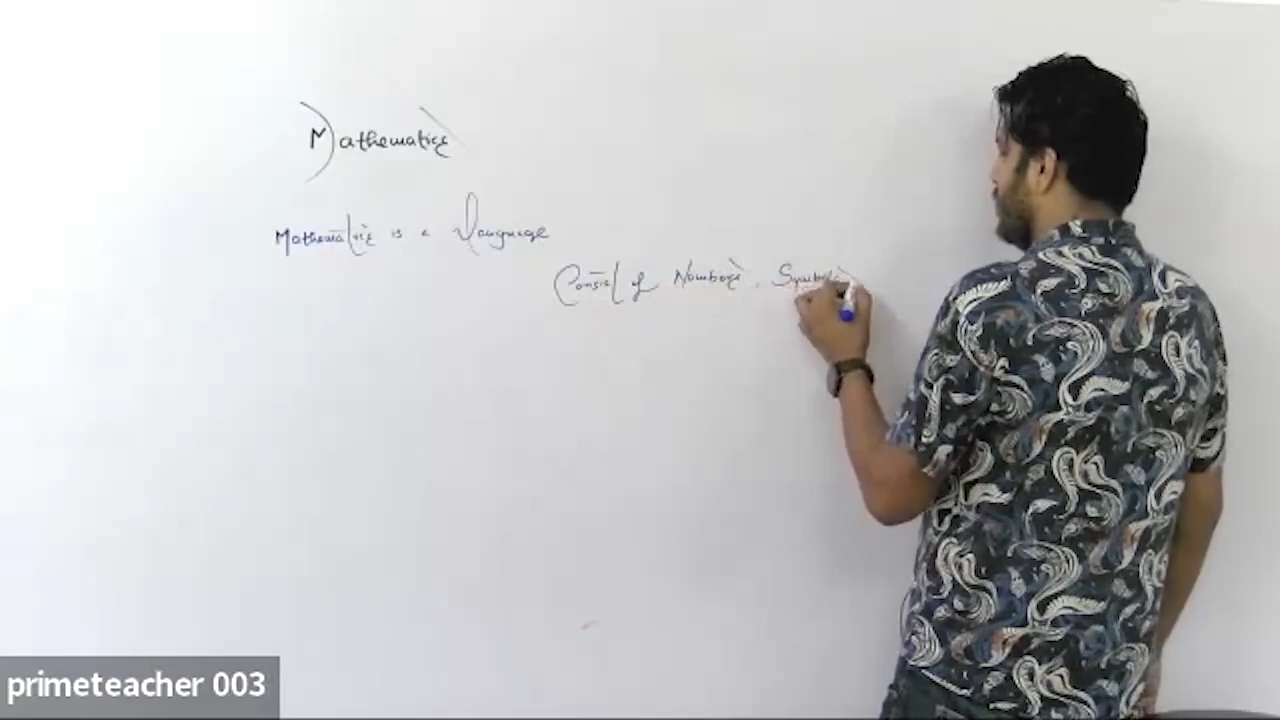 Mathematics
Mathematics is a language
Consist of Numbers, Symbols
primeteacher 003